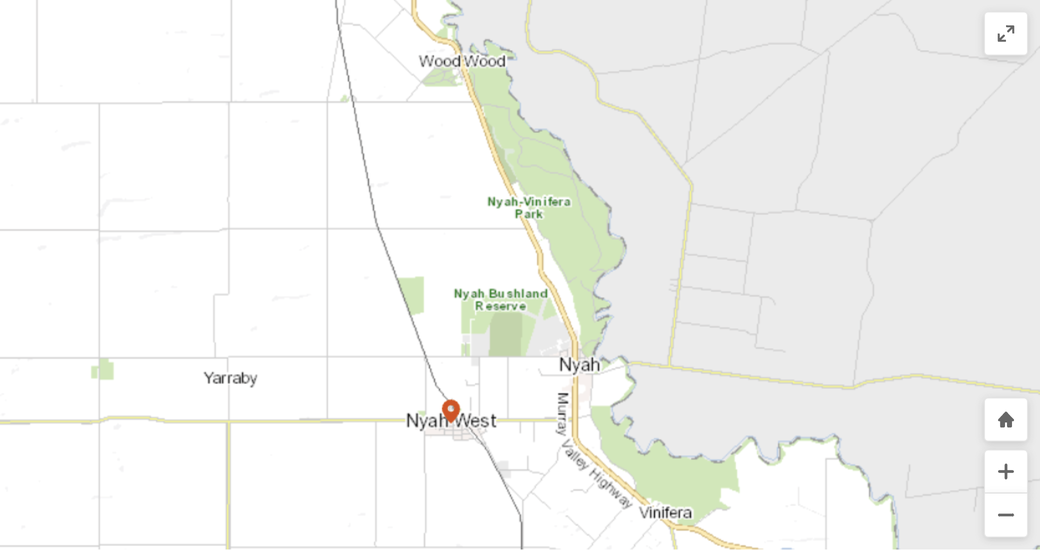 Wood Wood
Nyah-Vinifera
Park
Nyah Bushland
Reserve
Nyah
Yarraby
Nyah West
Murray Valley Highway
Vinifera